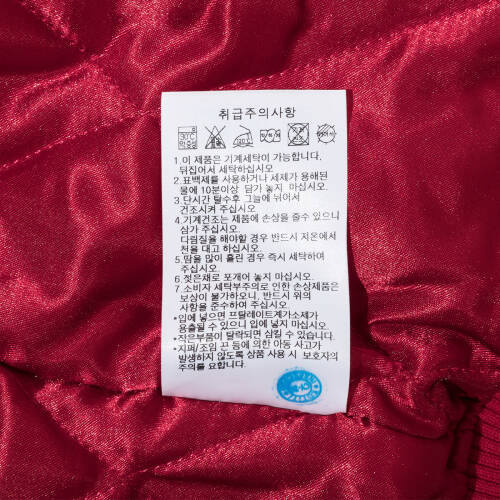 취급주의사항
30℃
약중성
1.이 제품은 기계세탁이 가능합니다.
뒤집어서 세탁하십시오.
2.표백제를 사용하거나 세제가 용해된
물에 10분이상 담가 놓지 마십시오.
3.단시간 탈수후 그늘에 뉘어서
건조시켜 주십시오.
4.기계건조는 제품에 손상을 줄수 있으니
삼가 주십시오.
다림질을 해야할 경우 반드시 저온에서
천을 대고 하십시오.
5.땀을 많이 흘린 경우 즉시 세탁하여
주십시오.
6.젖은채로 포개어 놓지 마십시오.
7.소비자 세탁부주의로 인한 손상제품은
보상이 불가하오니, 반드시 위의
사항을 준수하여 주십시오.
•입에 넣으면 프탈레이트계가소제가
용출될 수 있으니 입에 넣지 마십시오.
•작은부품이 탈락되면 삼킬 수 있습니다.
•지퍼/조임 끈 등에 의한 아동 사고가
발생하지 않도록 상품 사용 시 보호자의
주의를 요합니다.